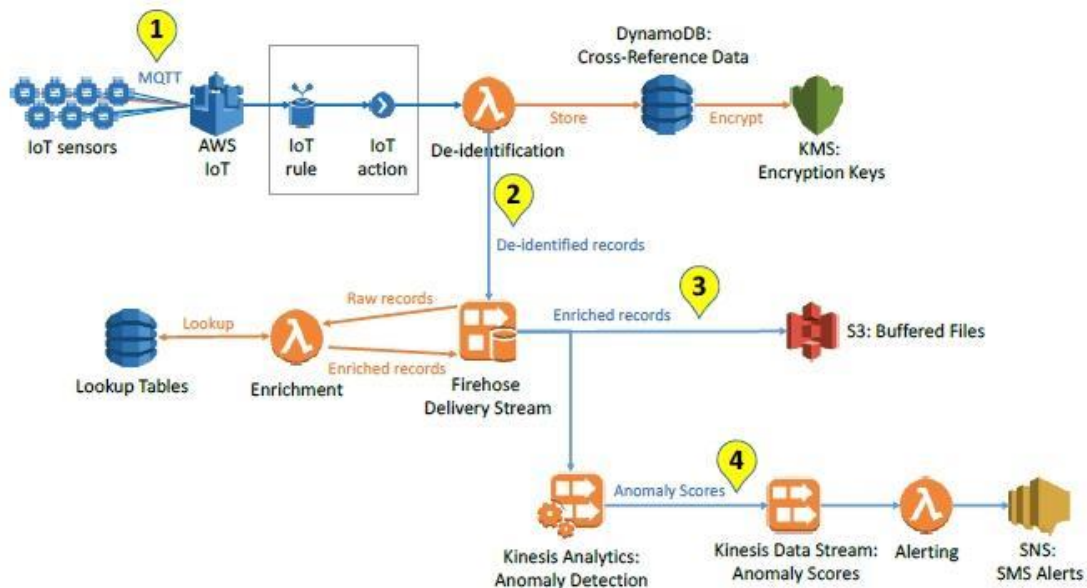 1
MQTT
IoT sensors
AWS
IoT
IoT
rule
IoT
action
De-identification
Store
DynamoDB:
Cross-Reference Data
Encrypt
KMS:
Encryption Keys
2
De-identified records
Lookup Tables
Lookup
Enrichment
Raw records
Enriched records
Firehose
Delivery Stream
Enriched records
3
S3: Buffered Files
Kinesis Analytics:
Anomaly Detection
Anomaly Scores
4
Kinesis Data Stream:
Anomaly Scores
Alerting
SNS:
SMS Alerts